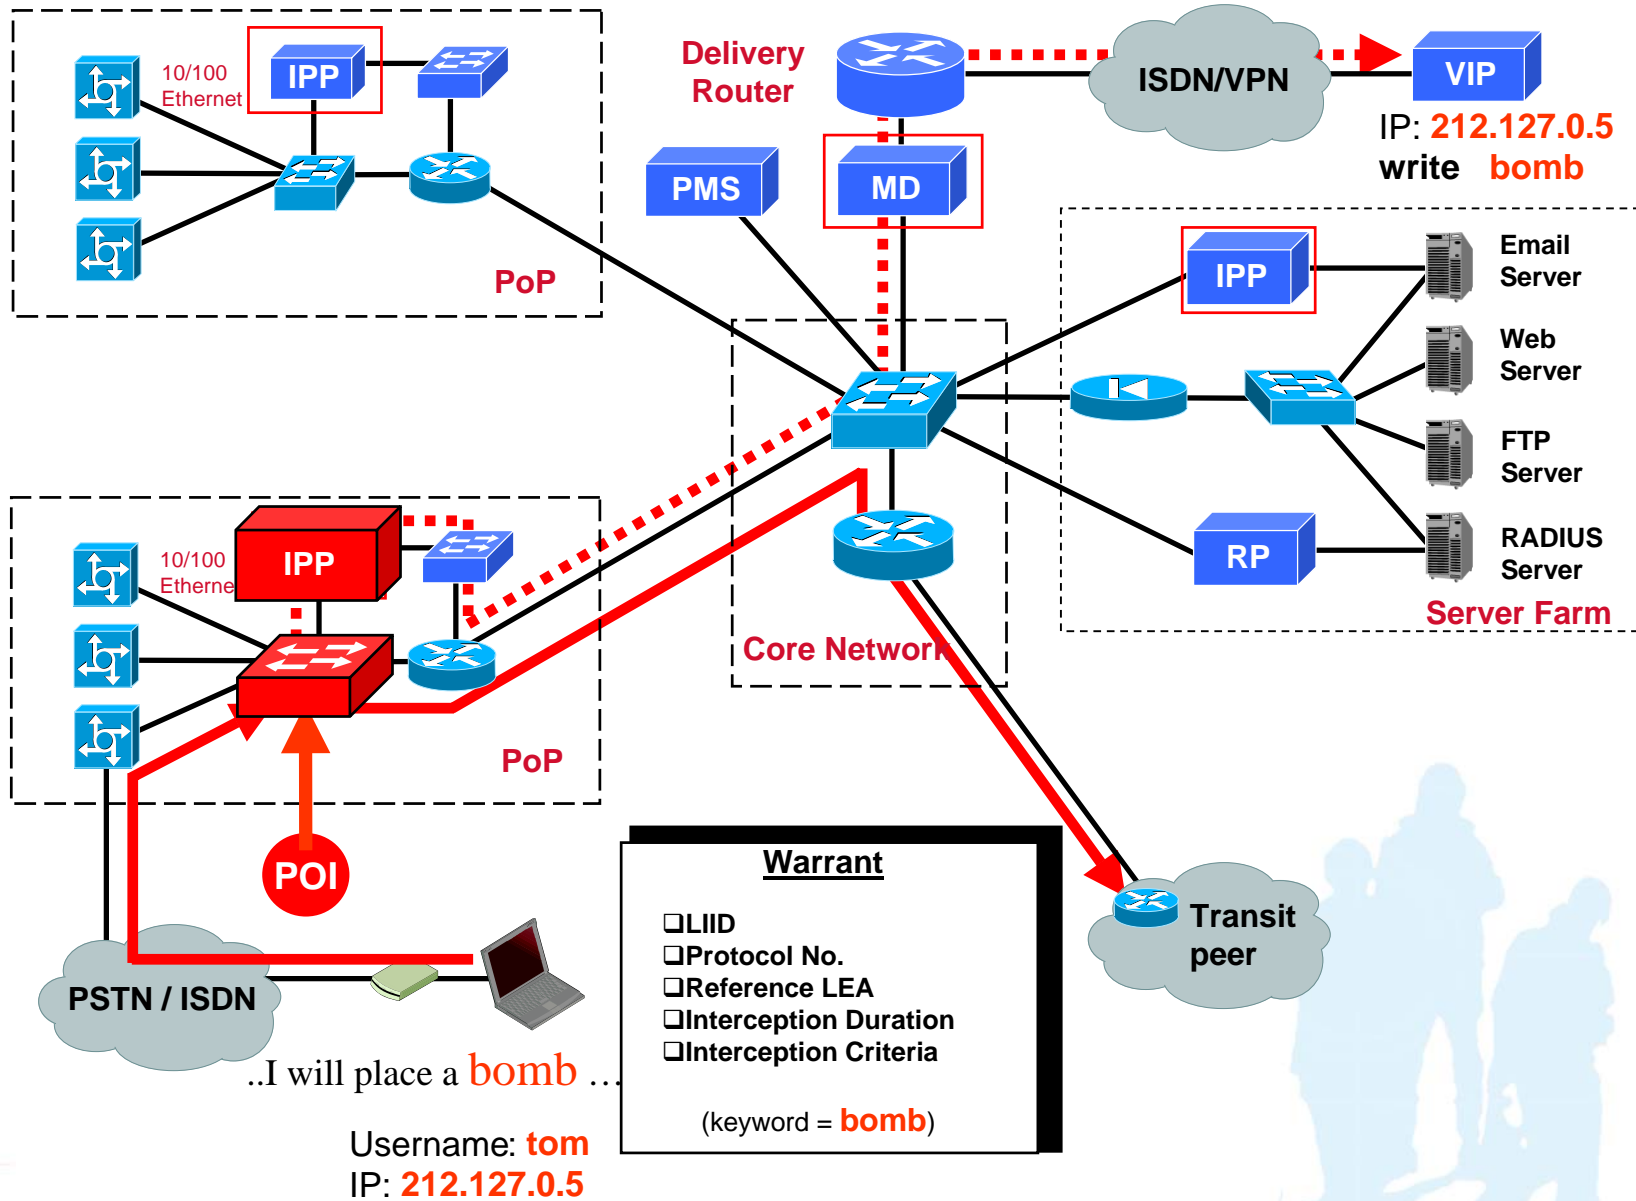 10/100
Ethernet
IPP
PoP
Delivery
Router
ISDN/VPN
VIP
IP: 212.127.0.5
write bomb
PMS
MD
IPP
Email
Server
Web
Server
FTP
Server
RADIUS
Server
RP
Server Farm
Core Network
10/100
Etherne
IPP
PoP
POI
PSTN / ISDN
..I will place a bomb …
Username: tom
IP: 212.127.0.5
Warrant
❑LIID
❑Protocol No.
❑Reference LEA
❑Interception Duration
❑Interception Criteria
(keyword = bomb)
Transit
peer